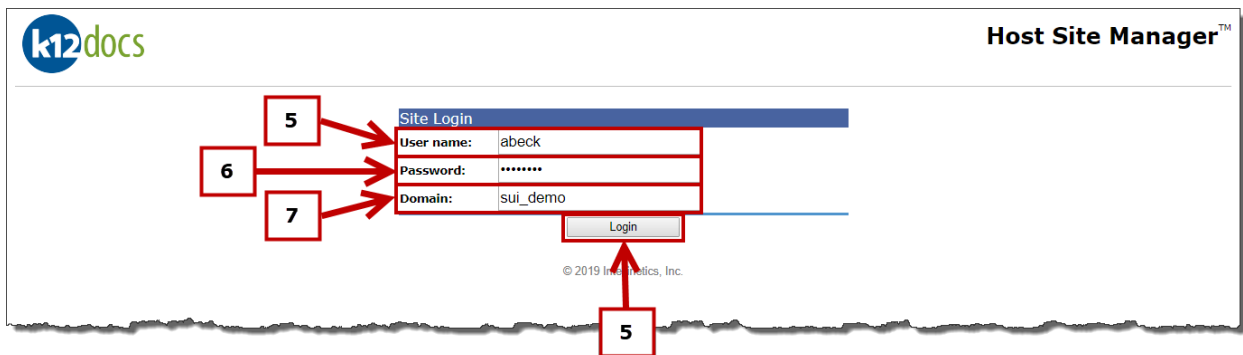 k12docs
Host Site Manager™
Site Login
5
User name: abeck
6
Password: ••••••••
7
Domain: sui_demo
Login
© 2019 Inc.
5